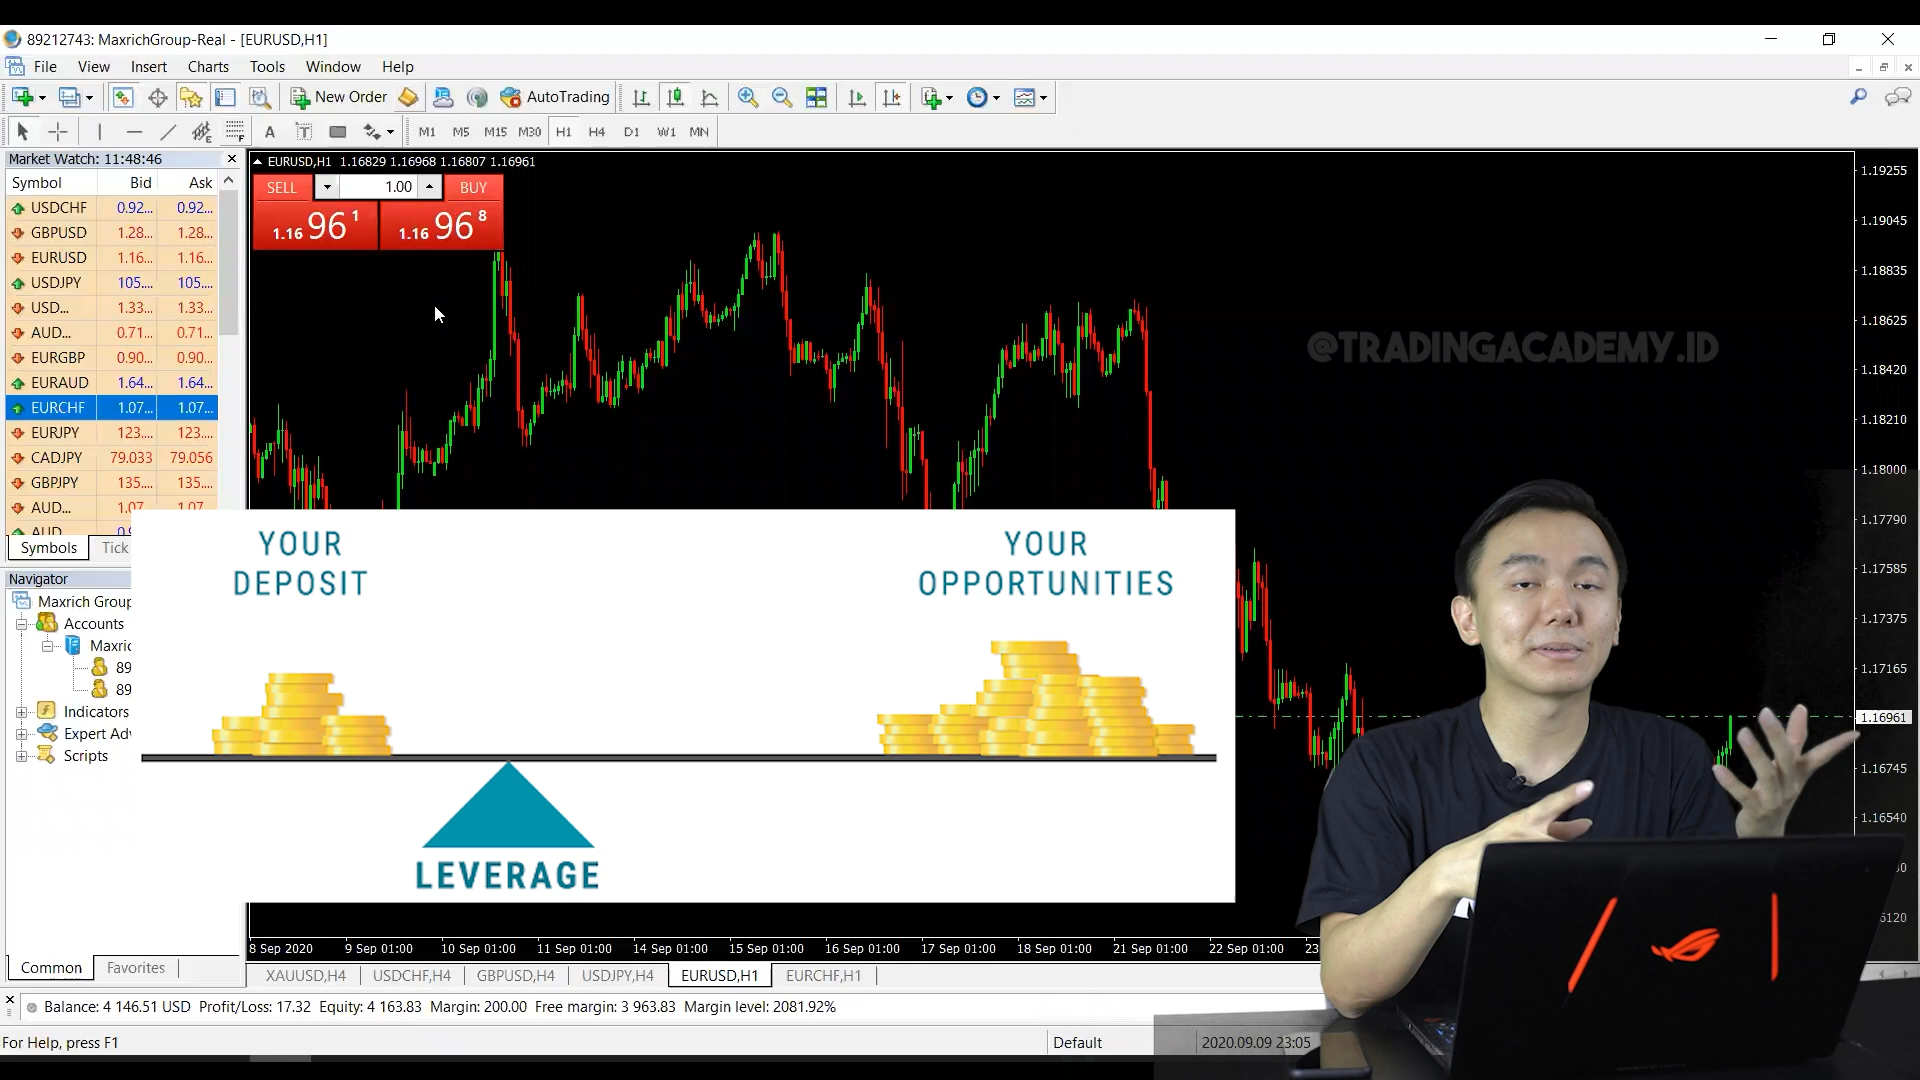 89212743: MaxrichGroup-Real - [EURUSD,H1]
File View Insert Charts Tools Window Help
New Order AutoTrading
A T M1 M5 M15 M30 H1 H4 D1 W1 MN
Market Watch: 11:48:46
Symbol Bid Ask
USDCHF 0.92... 0.92...
GBPUSD 1.28... 1.28...
EURUSD 1.16... 1.16...
USDJPY 105.... 105....
USD... 1.33... 1.33...
AUD... 0.71... 0.71...
EURGBP 0.90... 0.90...
EURAUD 1.64... 1.64...
EURCHF 1.07... 1.07...
EURJPY 123.... 123....
CADJPY 79.033 79.056
GBPJPY 135.... 135....
AUD... 1.07... 1.07...
Symbols Tick
Navigator
Maxrich Group
Accounts
Maxric
89
89
Indicators
Expert Adv
Scripts
Common Favorites
EURUSD,H1 1.16829 1.16968 1.16807 1.16961
SELL 1.00 BUY
1.16 96 1 1.16 96 8
@TRADINGACADEMY.ID
1.19255
1.19045
1.18835
1.18625
1.18420
1.18210
1.18000
1.17790
1.17585
1.17375
1.17165
1.16961
1.16745
1.16540
YOUR
DEPOSIT
YOUR
OPPORTUNITIES
LEVERAGE
8 Sep 2020 9 Sep 01:00 10 Sep 01:00 11 Sep 01:00 14 Sep 01:00 15 Sep 01:00 16 Sep 01:00 17 Sep 01:00 18 Sep 01:00 21 Sep 01:00 22 Sep 01:00 23
XAUUSD,H4 USDCHF,H4 GBPUSD,H4 USDJPY,H4 EURUSD,H1 EURCHF,H1
Balance: 4 146.51 USD Profit/Loss: 17.32 Equity: 4 163.83 Margin: 200.00 Free margin: 3 963.83 Margin level: 2081.92%
For Help, press F1 Default 2020.09.09 23:05